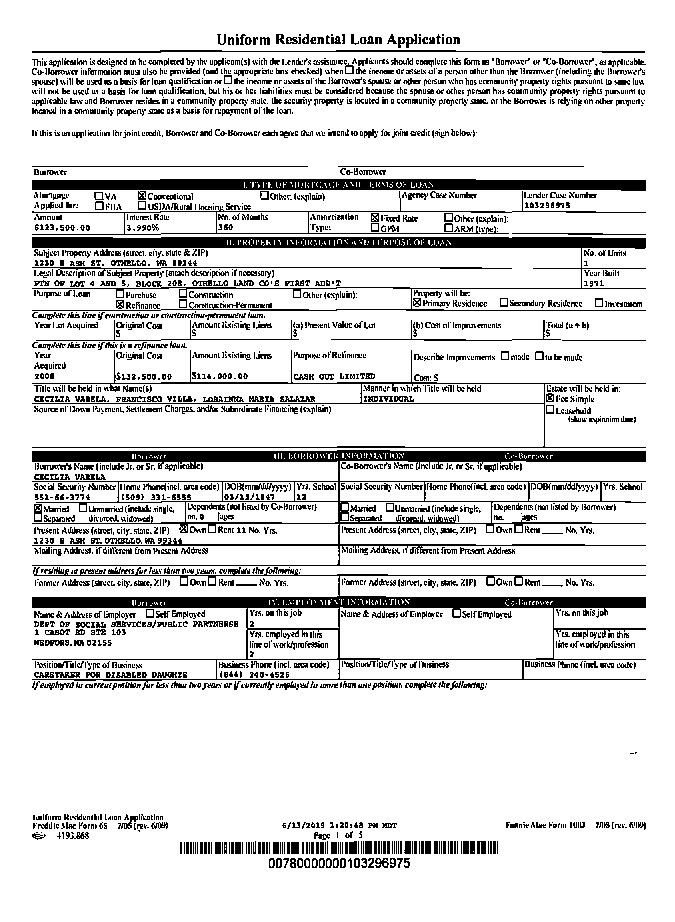 Uniform Residential Loan Application
This application is designed to be completed by the applicant(s) with the Lender's assistance. Applicants should complete this form as "Borrower" or "Co-Borrower", as applicable.
Co-Borrower information must also be provided (and the appropriate box checked) when ☐ the income or assets of a person other than the Borrower (including the Borrower's
spouse) will be used as a basis for loan qualification or ☐ the income or assets of the Borrower's spouse or other person who has community property rights pursuant to state law
will not be used as a basis for loan qualification, but his or her liabilities must be considered because the spouse or other person has community property rights pursuant to
applicable law and Borrower resides in a community property state, the security property is located in a community property state, or the Borrower is relying on other property
located in a community property state as a basis for repayment of the loan.
If this is an application for joint credit, Borrower and Co-Borrower each agree that we intend to apply for joint credit (sign below):
Borrower Co-Borrower
I. TYPE OF MORTGAGE AND TERMS OF LOAN
Mortgage ☐ VA ☒ Conventional ☐ Other (explain): Agency Case Number Lender Case Number
Applied for: ☐ FHA ☐ USDA/Rural Housing Service 103296975
Amount Interest Rate No. of Months Amortization ☒ Fixed Rate ☐ Other (explain):
$123,500.00 3.990% 360 Type: ☐ GPM ☐ ARM (type):
II. PROPERTY INFORMATION AND PURPOSE OF LOAN
Subject Property Address (street, city, state & ZIP) No. of Units
ASH ST. OTHELLO, WA 99344 1
Legal Description of Subject Property (attach description if necessary) Year Built
PTN OF LOT 4 AND 5, BLOCK 208, OTHELLO LAND CO'S FIRST ADD'T 1971
Purpose of Loan ☐ Purchase ☐ Construction ☐ Other (explain): Property will be:
☒ Refinance ☐ Construction-Permanent ☒ Primary Residence ☐ Secondary Residence ☐ Investment
Complete this line if construction or construction-permanent loan.
Year Lot Acquired Original Cost Amount Existing Liens (a) Present Value of Lot (b) Cost of Improvements Total (a + b)
$ $ $ $ $
Complete this line if this is a refinance loan.
Year Original Cost Amount Existing Liens Purpose of Refinance Describe Improvements ☐ made ☐ to be made
Acquired
2008 $132,500.00 $114,000.00 CASH OUT LIMITED Cost: $
Title will be held in what Name(s) Manner in which Title will be held Estate will be held in:
CECILIA VARELA, FRANCISCO VILLA, MARIA SALAZAR INDIVIDUAL ☒ Fee Simple
Source of Down Payment, Settlement Charges, and/or Subordinate Financing (explain) ☐ Leasehold
(show expiration date)
Borrower III. BORROWER INFORMATION Co-Borrower
Borrower's Name (include Jr. or Sr. if applicable) Co-Borrower's Name (include Jr. or Sr. if applicable)
CECILIA VARELA
Social Security Number Home Phone(incl. area code) DOB(mm/dd/yyyy) Yrs. School Social Security Number Home Phone(incl. area code) DOB(mm/dd/yyyy) Yrs. School
12
☒ Married ☐ Unmarried (include single, Dependents (not listed by Co-Borrower) ☐ Married ☐ Unmarried (include single, Dependents (not listed by Borrower)
☐ Separated divorced, widowed) no. 0 ages ☐ Separated divorced, widowed) no. ages
Present Address (street, city, state, ZIP) ☒ Own ☐ Rent 11 No. Yrs. Present Address (street, city, state, ZIP) ☐ Own ☐ Rent No. Yrs.
ASH ST. OTHELLO, WA 99344
Mailing Address, if different from Present Address Mailing Address, if different from Present Address
If residing at present address for less than two years, complete the following:
Former Address (street, city, state, ZIP) ☐ Own ☐ Rent No. Yrs. Former Address (street, city, state, ZIP) ☐ Own ☐ Rent No. Yrs.
Borrower IV. EMPLOYMENT INFORMATION Co-Borrower
Name & Address of Employer ☐ Self Employed Yrs. on this job Name & Address of Employer ☐ Self Employed Yrs. on this job
DEPT OF SOCIAL SERVICES/PUBLIC PARTNERSH 2
1 CABOT RD STE 103 Yrs. employed in this Yrs. employed in this
MEDFORD, MA 02155 line of work/profession line of work/profession
2
Position/Title/Type of Business Business Phone (incl. area code) Position/Title/Type of Business Business Phone (incl. area code)
CARETAKER FOR DISABLED (844) 240-4526
If employed in current position for less than two years or if currently employed in more than one position, complete the following:
Uniform Residential Loan Application
Freddie Mac Form 65 7/05 (rev. 6/09) 6/13/2019 1:20:48 PM MDT Fannie Mae Form 1003 7/05 (rev. 6/09)
4193.868 Page 1 of 5
00780000000103296975